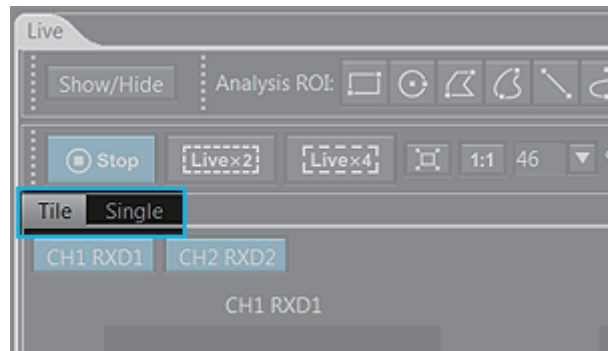 Live
Show/Hide Analysis ROI:
Stop Live×2 Live×4 1:1 46
Tile Single
CH1 RXD1 CH2 RXD2
CH1 RXD1